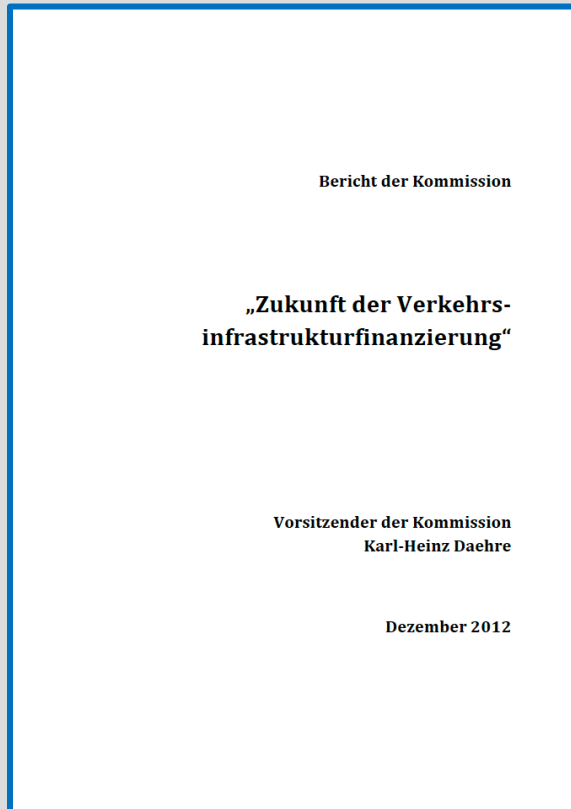 Bericht der Kommission
„Zukunft der Verkehrs-
infrastrukturfinanzierung“
Vorsitzender der Kommission
Karl-Heinz Daehre
Dezember 2012